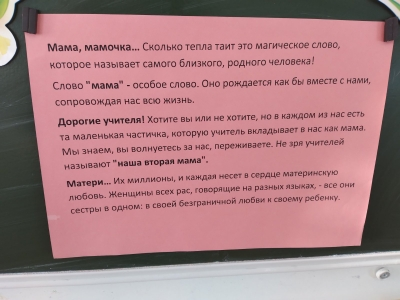 Мама, мамочка... Сколько тепла таит это магическое слово,
которое называет самого близкого, родного человека!
Слово "мама" - особое слово. Оно рождается как бы вместе с нами,
сопровождая нас всю жизнь.
Дорогие учителя! Хотите вы или не хотите, но в каждом из нас есть
та маленькая частичка, которую учитель вкладывает в нас как мама.
Мы знаем, вы волнуетесь за нас, переживаете. Не зря учителей
называют "наша вторая мама".
Матери... Их миллионы, и каждая несет в сердце материнскую
любовь. Женщины всех рас, говорящие на разных языках, - все они
сестры в одном: в своей безграничной любви к своему ребенку.